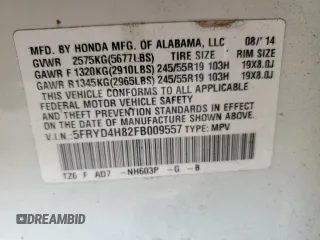 MFD. BY HONDA MFG. OF ALABAMA, LLC 08/'14
GVWR 2575KG(5677LBS) TIRE SIZE RIM SIZE
GAWR F 1320KG(2910LBS) 245/55R19 103H 19X8.0J
GAWR R 1345KG(2965LBS) 245/55R19 103H 19X8.0J
THIS VEHICLE CONFORMS TO ALL APPLICABLE
FEDERAL MOTOR VEHICLE SAFETY AND
THEFT PREVENTION STANDARDS IN EFFECT ON
THE DATE OF MANUFACTURE SHOWN ABOVE.
V.I.N.: 5FRYD4H82FB009557 TYPE: MPV
TZ6 F AD7 -NH603P -G -B
OTOBID